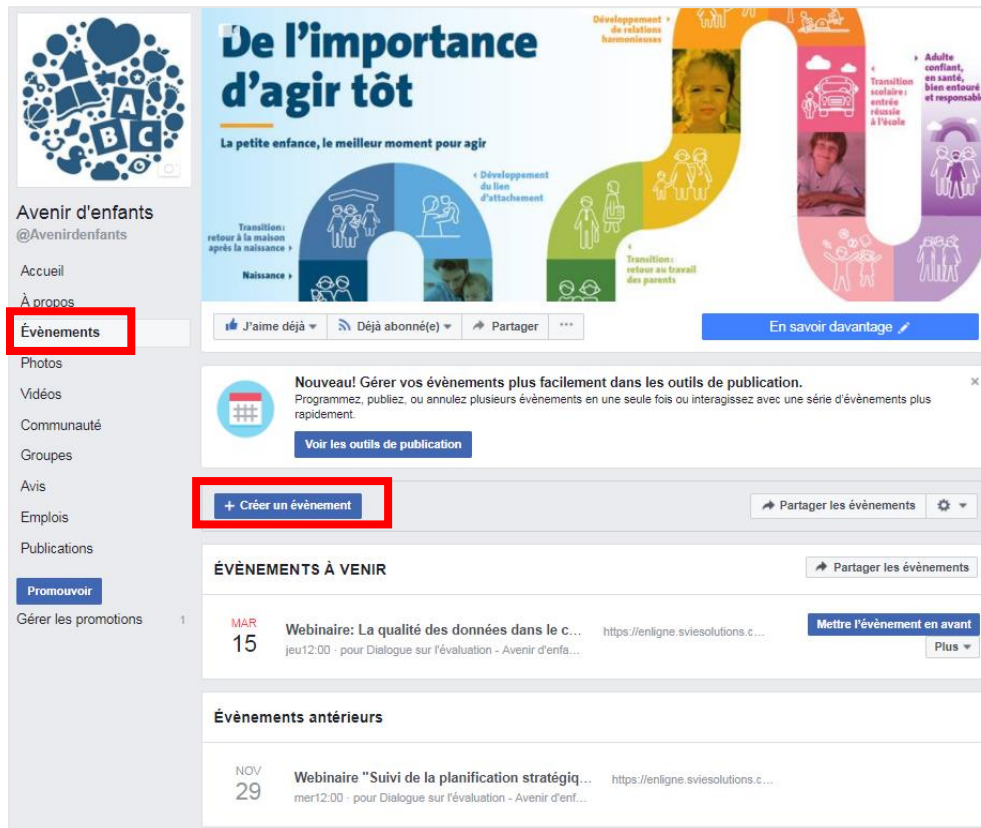 De l'importance
d'agir tôt
La petite enfance, le meilleur moment pour agir
Développement
de relations
harmonieuses
Adulte
confiant,
en santé,
bien entouré
et responsable
Transition
scolaire :
entrée
réussie
à l'école
Développement
du lien
d'attachement
Transition :
retour à la maison
après la naissance
Naissance
Transition :
retour au travail
des parents
A
B C
Avenir d'enfants
@Avenirdenfants
Accueil
À propos
Évènements
Photos
Vidéos
Communauté
Groupes
Avis
Emplois
Publications
Promouvoir
Gérer les promotions 1
J'aime déjà Déjà abonné(e) Partager ... En savoir davantage
Nouveau! Gérer vos évènements plus facilement dans les outils de publication. ×
Programmez, publiez, ou annulez plusieurs évènements en une seule fois ou interagissez avec une série d'évènements plus
rapidement.
Voir les outils de publication
+ Créer un évènement Partager les évènements
ÉVÈNEMENTS À VENIR Partager les évènements
MAR
15
Webinaire: La qualité des données dans le c... https://enligne.sviesolutions.c... Mettre l'évènement en avant
jeu12:00 · pour Dialogue sur l'évaluation - Avenir d'enfa... Plus
Évènements antérieurs
NOV
29
Webinaire "Suivi de la planification stratégiq... https://enligne.sviesolutions.c...
mer12:00 · pour Dialogue sur l'évaluation - Avenir d'enf...